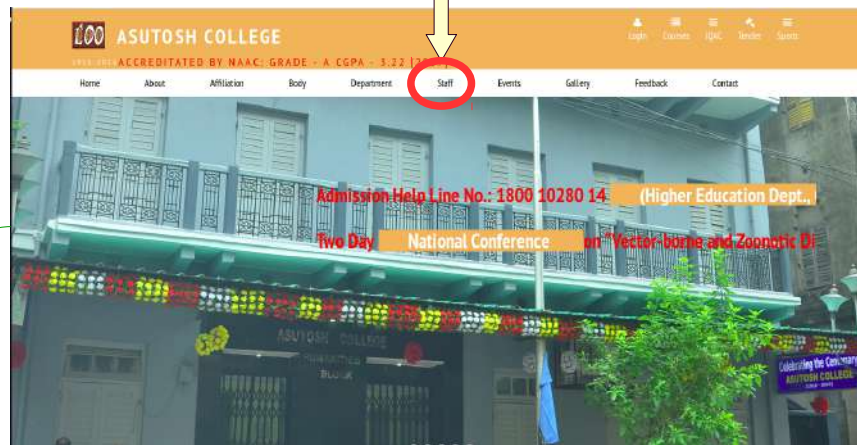 100 ASUTOSH COLLEGE
Login Courses IQAC Tender Sports
ACCREDITATED BY NAAC: GRADE - A CGPA - 3.22
Home About Affiliation Body Department Staff Events Gallery Feedback Contact
Admission Help Line No.: 1800 10280 14 (Higher Education Dept.,
Two Day National Conference on "Vector-borne and Zoonotic Di
ASUTOSH COLLEGE
HUMANITIES
BLOCK
Celebrating the Centenary
ASUTOSH COLLEGE